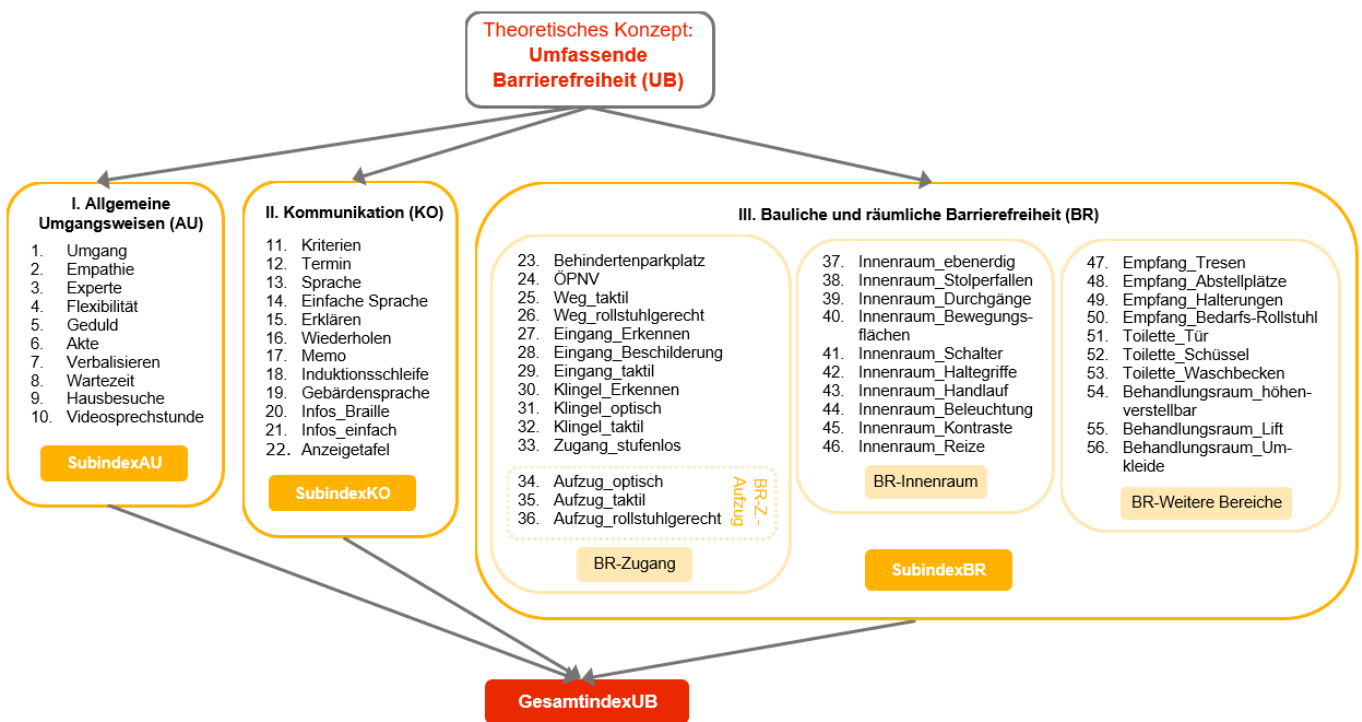 Theoretisches Konzept:
Umfassende
Barrierefreiheit (UB)
I. Allgemeine
Umgangsweisen (AU)
1. Umgang
2. Empathie
3. Experte
4. Flexibilität
5. Geduld
6. Akte
7. Verbalisieren
8. Wartezeit
9. Hausbesuche
10. Videosprechstunde
SubindexAU
II. Kommunikation (KO)
11. Kriterien
12. Termin
13. Sprache
14. Einfache Sprache
15. Erklären
16. Wiederholen
17. Memo
18. Induktionsschleife
19. Gebärdensprache
20. Infos_Braille
21. Infos_einfach
22. Anzeigetafel
SubindexKO
III. Bauliche und räumliche Barrierefreiheit (BR)
23. Behindertenparkplatz
24. ÖPNV
25. Weg_taktil
26. Weg_rollstuhlgerecht
27. Eingang_Erkennen
28. Eingang_Beschilderung
29. Eingang_taktil
30. Klingel_Erkennen
31. Klingel_optisch
32. Klingel_taktil
33. Zugang_stufenlos
34. Aufzug_optisch
35. Aufzug_taktil
36. Aufzug_rollstuhlgerecht
BR-Z.-
Aufzug
BR-Zugang
37. Innenraum_ebenerdig
38. Innenraum_Stolperfallen
39. Innenraum_Durchgänge
40. Innenraum_Bewegungs-
flächen
41. Innenraum_Schalter
42. Innenraum_Haltegriffe
43. Innenraum_Handlauf
44. Innenraum_Beleuchtung
45. Innenraum_Kontraste
46. Innenraum_Reize
BR-Innenraum
47. Empfang_Tresen
48. Empfang_Abstellplätze
49. Empfang_Halterungen
50. Empfang_Bedarfs-Rollstuhl
51. Toilette_Tür
52. Toilette_Schüssel
53. Toilette_Waschbecken
54. Behandlungsraum_höhen-
verstellbar
55. Behandlungsraum_Lift
56. Behandlungsraum_Um-
kleide
BR-Weitere Bereiche
SubindexBR
GesamtindexUB